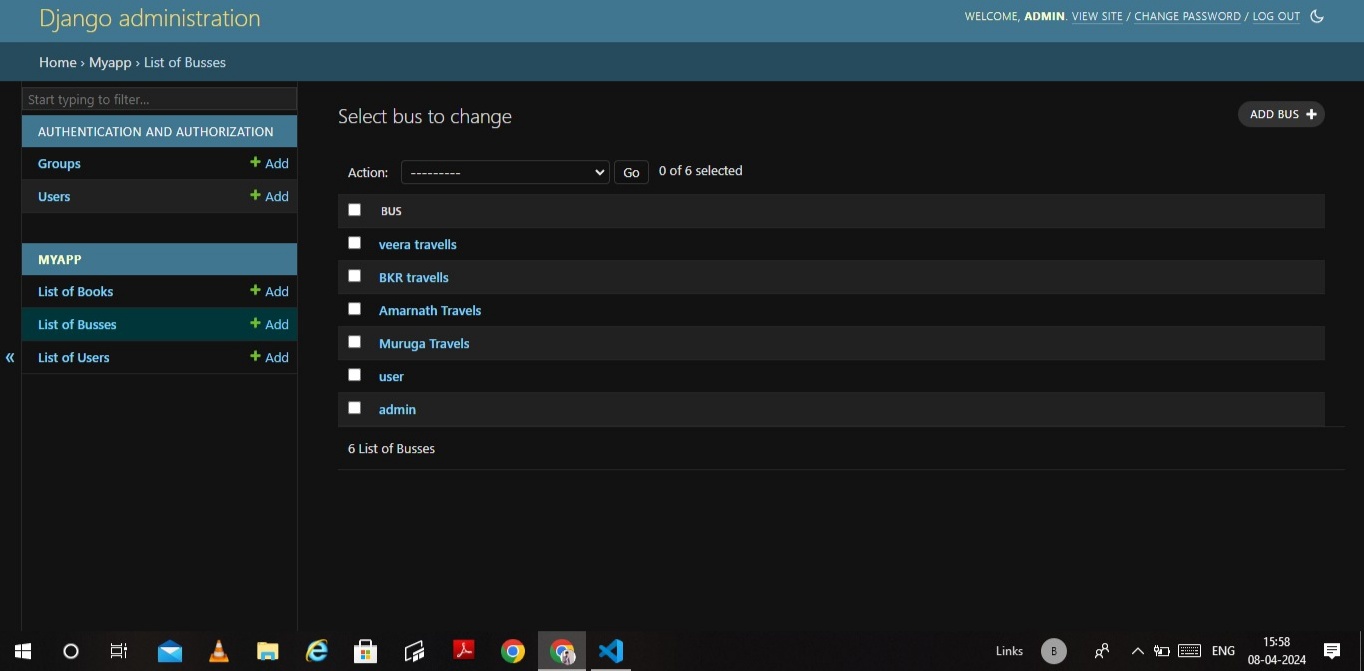 Django administration
WELCOME, ADMIN. VIEW SITE / CHANGE PASSWORD / LOG OUT
Home › Myapp › List of Busses
Start typing to filter...
AUTHENTICATION AND AUTHORIZATION
Groups + Add
Users + Add
MYAPP
List of Books + Add
List of Busses + Add
List of Users + Add
«
Select bus to change
ADD BUS +
Action: --------- Go 0 of 6 selected
BUS
veera travells
BKR travells
Amarnath Travels
Muruga Travels
user
admin
6 List of Busses
Links B ENG 15:58
08-04-2024